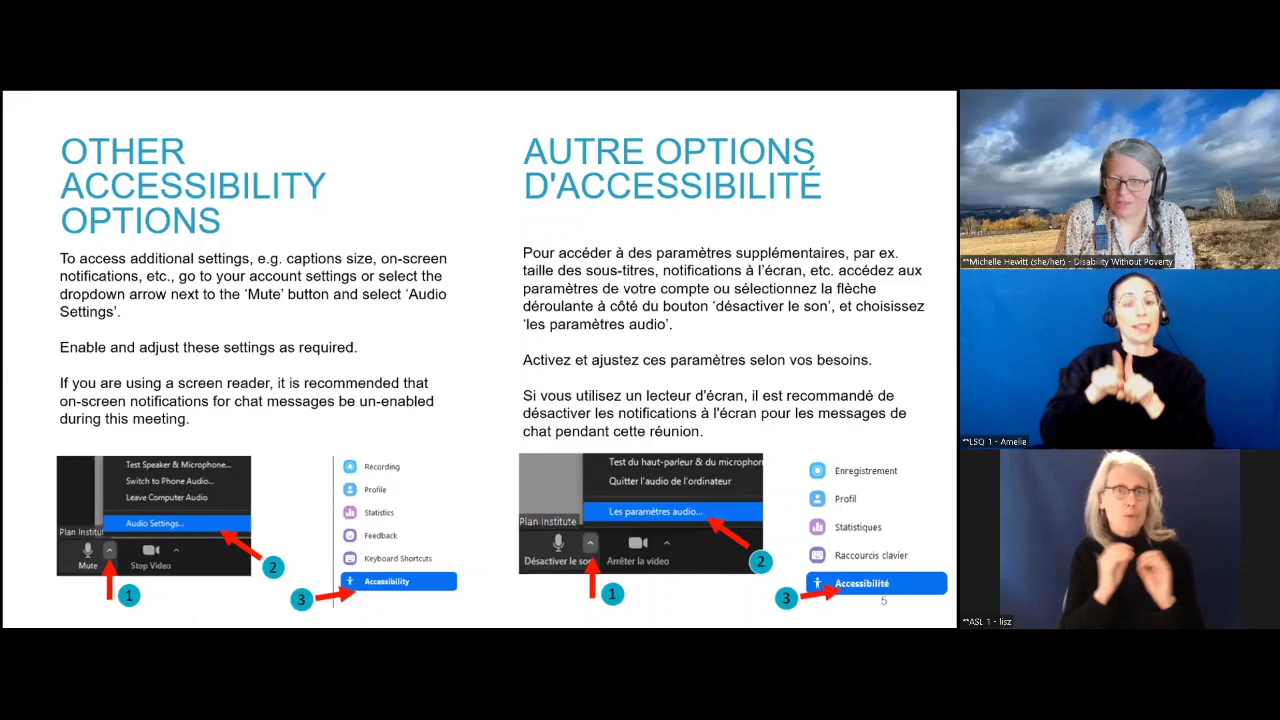 OTHER
ACCESSIBILITY
OPTIONS
To access additional settings, e.g. captions size, on-screen
notifications, etc., go to your account settings or select the
dropdown arrow next to the ‘Mute’ button and select ‘Audio
Settings’.
Enable and adjust these settings as required.
If you are using a screen reader, it is recommended that
on-screen notifications for chat messages be un-enabled
during this meeting.
Test Speaker & Microphone...
Switch to Phone Audio...
Leave Computer Audio
Audio Settings...
Plan Institu
Mute
Stop Video
1
2
Recording
Profile
Statistics
Feedback
Keyboard Shortcuts
Accessibility
3
AUTRE OPTIONS
D'ACCESSIBILITÉ
Pour accéder à des paramètres supplémentaires, par ex.
taille des sous-titres, notifications à l’écran, etc. accédez aux
paramètres de votre compte ou sélectionnez la flèche
déroulante à côté du bouton ‘désactiver le son’, et choisissez
‘les paramètres audio’.
Activez et ajustez ces paramètres selon vos besoins.
Si vous utilisez un lecteur d'écran, il est recommandé de
désactiver les notifications à l'écran pour les messages de
chat pendant cette réunion.
Test du haut-parleur & du microphon
Quitter l'audio de l'ordinateur
Les paramètres audio...
Plan Institute
Désactiver le so
Arrêter la vidéo
1
2
Enregistrement
Profil
Statistiques
Raccourcis clavier
Accessibilité
3
5
**Michelle Hewitt (she/her) - Disability Without Poverty
**LSQ 1 - Amelie
**ASL 1 - lisz